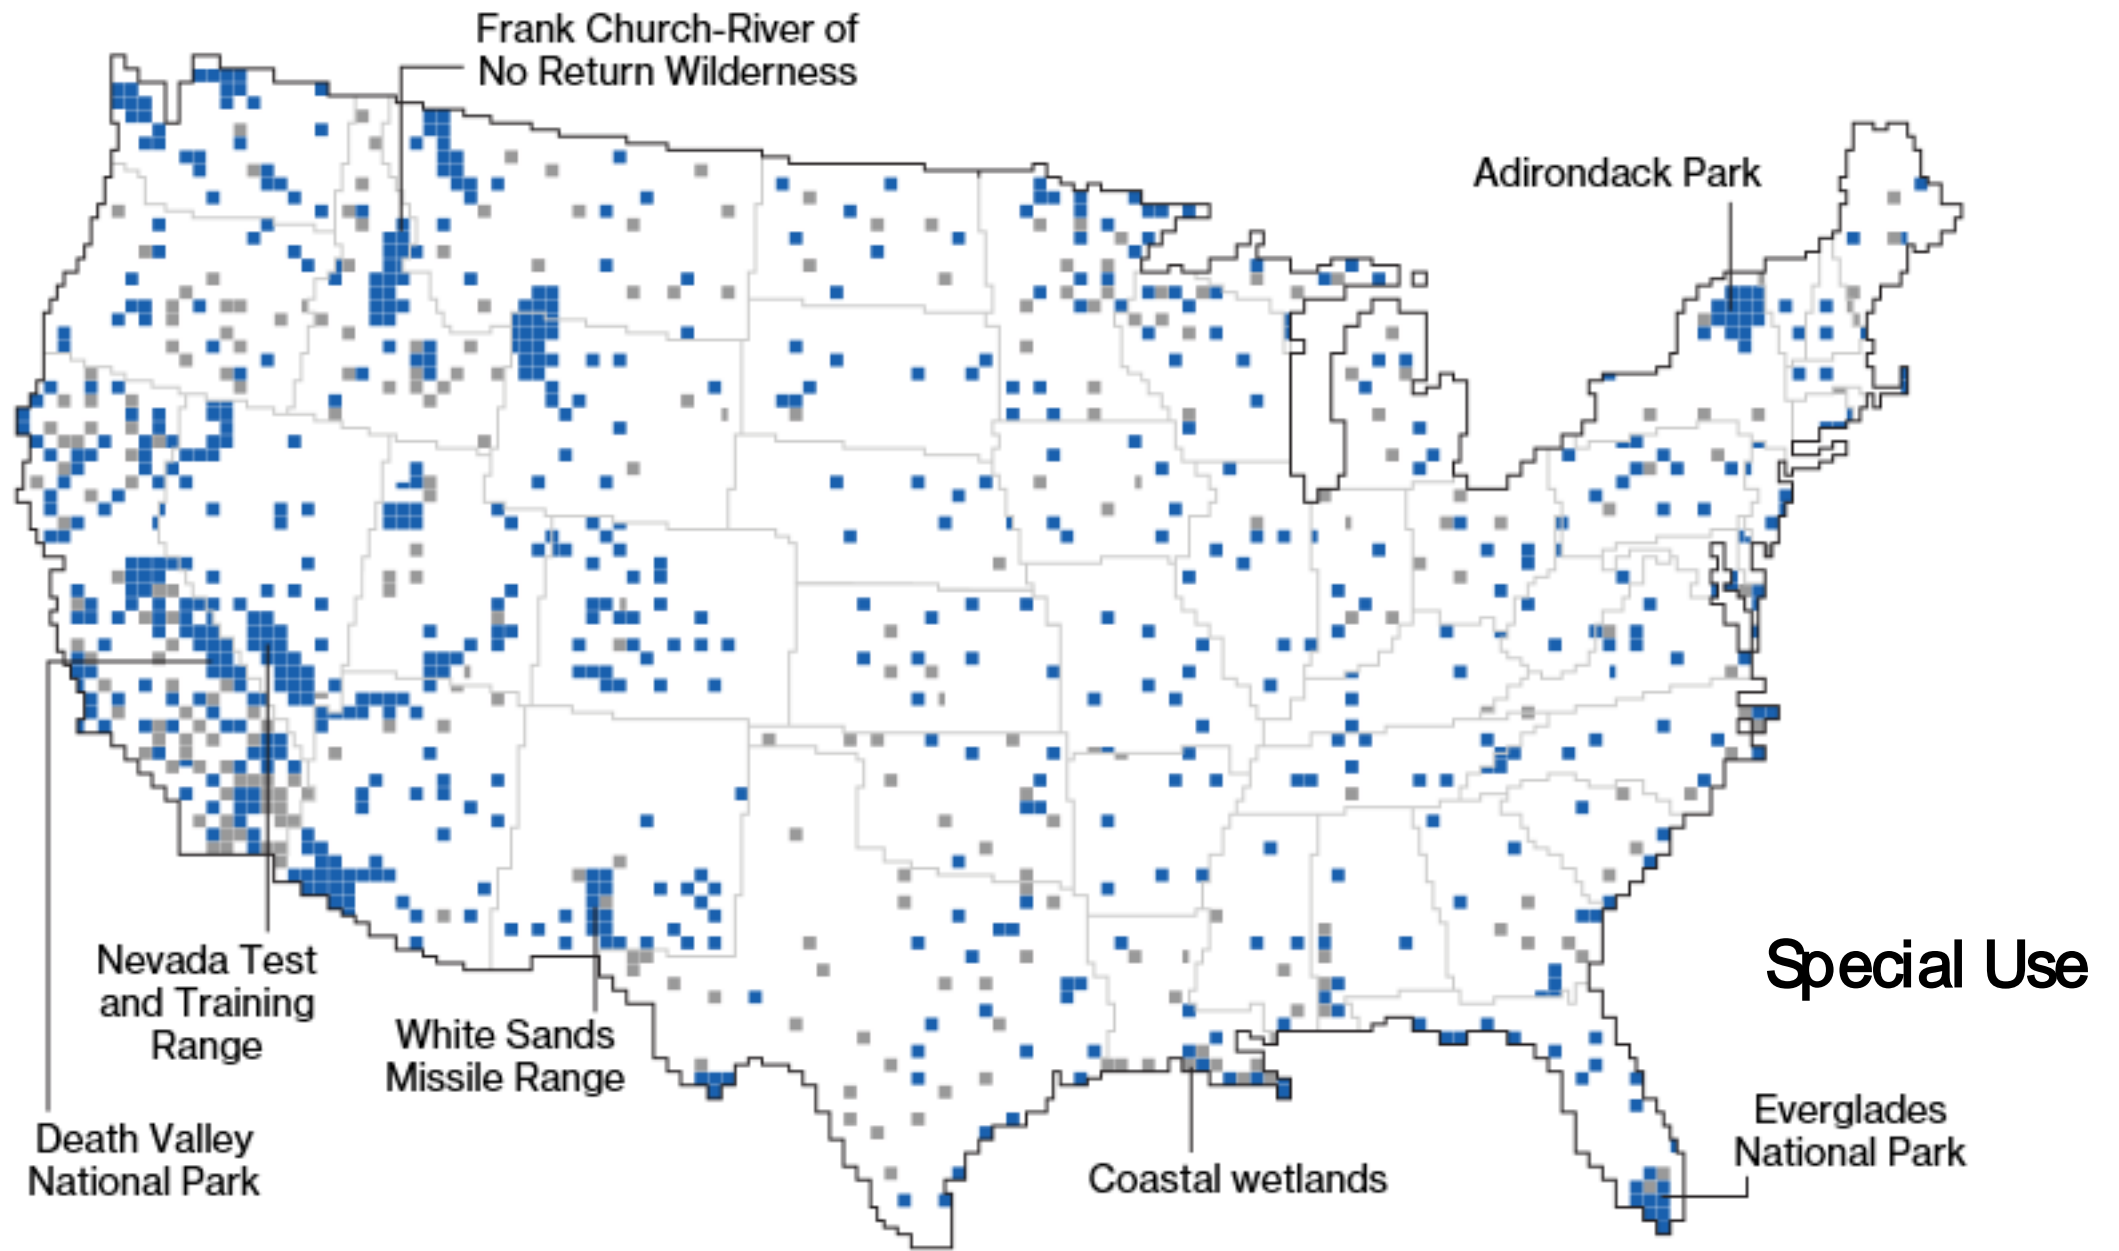 Frank Church-River of
No Return Wilderness
Adirondack Park
Special Use
Nevada Test
and Training
Range
White Sands
Missile Range
Death Valley
National Park
Coastal wetlands
Everglades
National Park